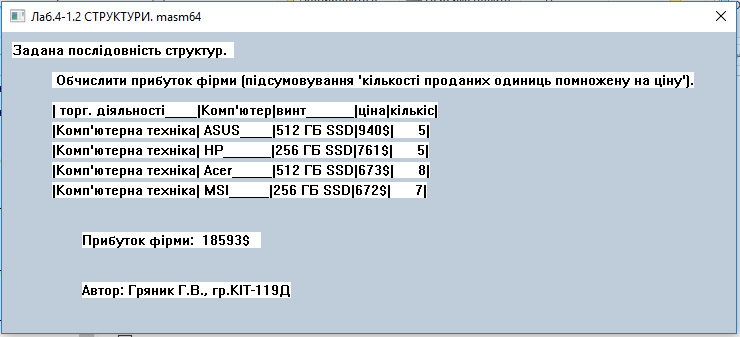 Лаб.4-1.2 СТРУКТУРИ. masm64
Задана послідовність структур.
Обчислити прибуток фірми (підсумовування 'кількості проданих одиниць помножену на ціну').
| торг. діяльності____|Комп'ютер|винт______|ціна|кількіс|
|Комп'ютерна техніка| ASUS____|512 ГБ SSD|940$| 5|
|Комп'ютерна техніка| HP______|256 ГБ SSD|761$| 5|
|Комп'ютерна техніка| Acer_____|512 ГБ SSD|673$| 8|
|Комп'ютерна техніка| MSI_____|256 ГБ SSD|672$| 7|
Прибуток фірми: 18593$
Автор: Гряник Г.В., гр.КІТ-119Д